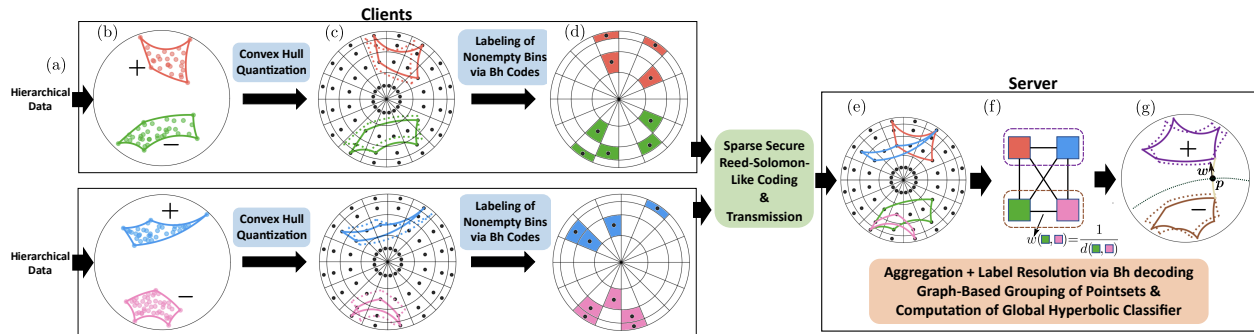 Clients
(a)
(b)
(c)
(d)
Hierarchical
Data
+
−
Convex Hull
Quantization
Labeling of
Nonempty Bins
via Bh Codes
Hierarchical
Data
+
−
Convex Hull
Quantization
Labeling of
Nonempty Bins
via Bh Codes
Sparse Secure
Reed-Solomon-
Like Coding
&
Transmission
Server
(e)
(f)
(g)
+
w
p
−
w( , )= 1
d( , )
Aggregation + Label Resolution via Bh decoding
Graph-Based Grouping of Pointsets &
Computation of Global Hyperbolic Classifier